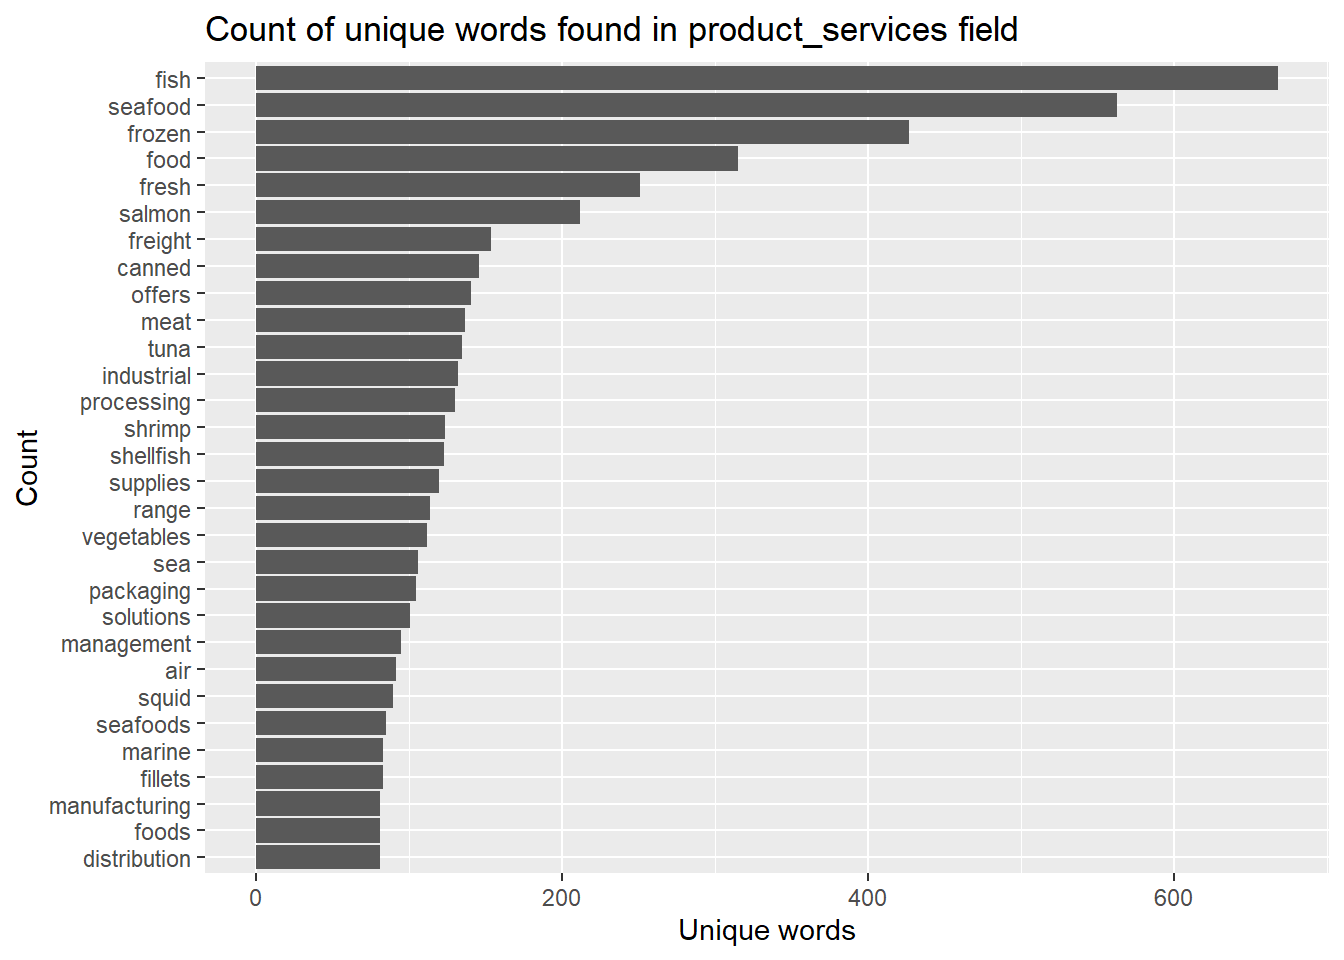 Count of unique words found in product_services field
fish
seafood
frozen
food
fresh
salmon
freight
canned
offers
meat
tuna
industrial
processing
shrimp
shellfish
supplies
range
vegetables
sea
packaging
solutions
management
air
squid
seafoods
marine
fillets
manufacturing
foods
distribution
Count
0 200 400 600
Unique words